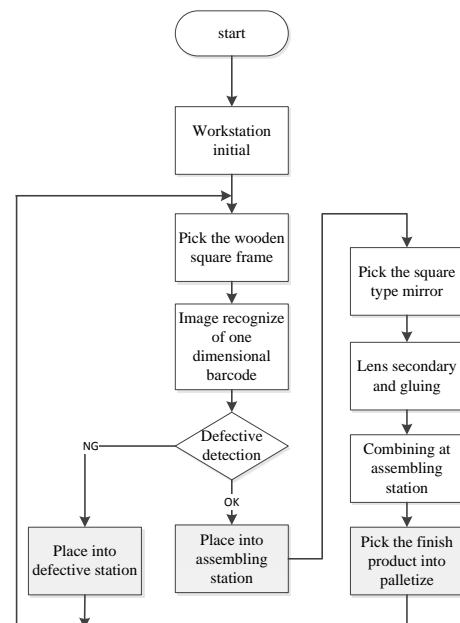 start
Workstation
initial
Pick the wooden
square frame
Image recognize
of one
dimensional
barcode
Defective
detection
NG
OK
Place into
defective station
Place into
assembling
station
Pick the square
type mirror
Lens secondary
and gluing
Combining at
assembling
station
Pick the finish
product into
palletize